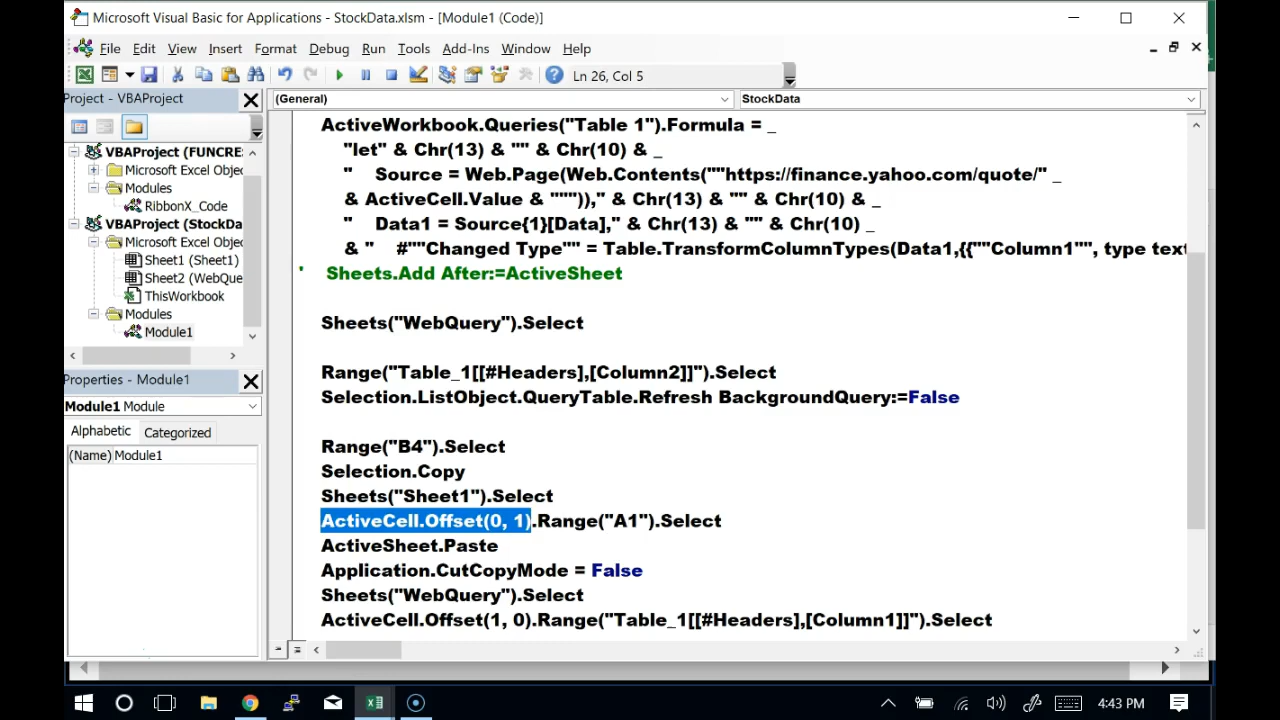 Microsoft Visual Basic for Applications - StockData.xlsm - [Module1 (Code)]
File Edit View Insert Format Debug Run Tools Add-Ins Window Help
Ln 26, Col 5
Project - VBAProject
(General) StockData
VBAProject (FUNCRE
Microsoft Excel Objec
Modules
RibbonX_Code
VBAProject (StockDa
Microsoft Excel Objec
Sheet1 (Sheet1)
Sheet2 (WebQue
ThisWorkbook
Modules
Module1
Properties - Module1
Module1 Module
Alphabetic Categorized
(Name) Module1
ActiveWorkbook.Queries("Table 1").Formula = _
"let" & Chr(13) & "" & Chr(10) & _
"   Source = Web.Page(Web.Contents(""https://finance.yahoo.com/quote/" _
& ActiveCell.Value & """))," & Chr(13) & "" & Chr(10) & _
"   Data1 = Source{1}[Data]," & Chr(13) & "" & Chr(10) _
& "   #""Changed Type"" = Table.TransformColumnTypes(Data1,{{""Column1"", type tex
' Sheets.Add After:=ActiveSheet
Sheets("WebQuery").Select
Range("Table_1[[#Headers],[Column2]]").Select
Selection.ListObject.QueryTable.Refresh BackgroundQuery:=False
Range("B4").Select
Selection.Copy
Sheets("Sheet1").Select
ActiveCell.Offset(0, 1).Range("A1").Select
ActiveSheet.Paste
Application.CutCopyMode = False
Sheets("WebQuery").Select
ActiveCell.Offset(1, 0).Range("Table_1[[#Headers],[Column1]]").Select
4:43 PM